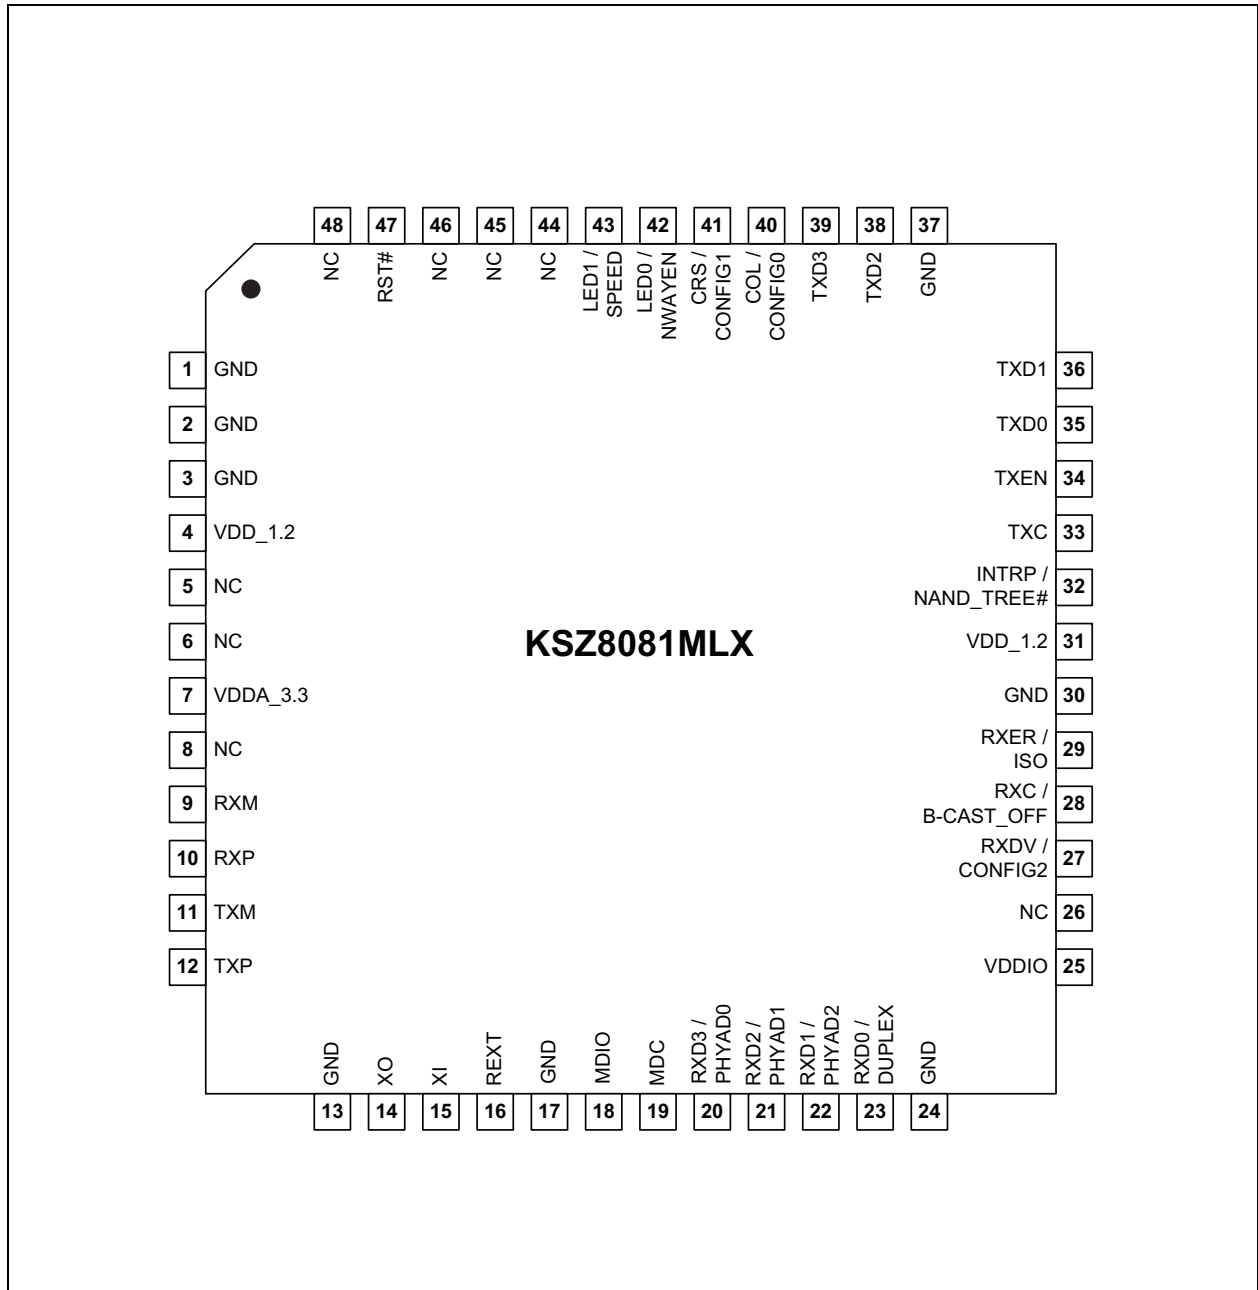 48 47 46 45 44 43 42 41 40 39 38 37
NC
RST#
NC
NC
NC
LED1 /
SPEED
LED0 /
NWAYEN
CRS /
CONFIG1
COL /
CONFIG0
TXD3
TXD2
GND
1 GND
2 GND
3 GND
4 VDD_1.2
5 NC
6 NC
7 VDDA_3.3
8 NC
9 RXM
10 RXP
11 TXM
12 TXP
KSZ8081MLX
TXD1 36
TXD0 35
TXEN 34
TXC 33
INTRP /
NAND_TREE# 32
VDD_1.2 31
GND 30
RXER /
ISO 29
RXC /
B-CAST_OFF 28
RXDV /
CONFIG2 27
NC 26
VDDIO 25
GND
XO
XI
REXT
GND
MDIO
MDC
RXD3 /
PHYAD0
RXD2 /
PHYAD1
RXD1 /
PHYAD2
RXD0 /
DUPLEX
GND
13 14 15 16 17 18 19 20 21 22 23 24